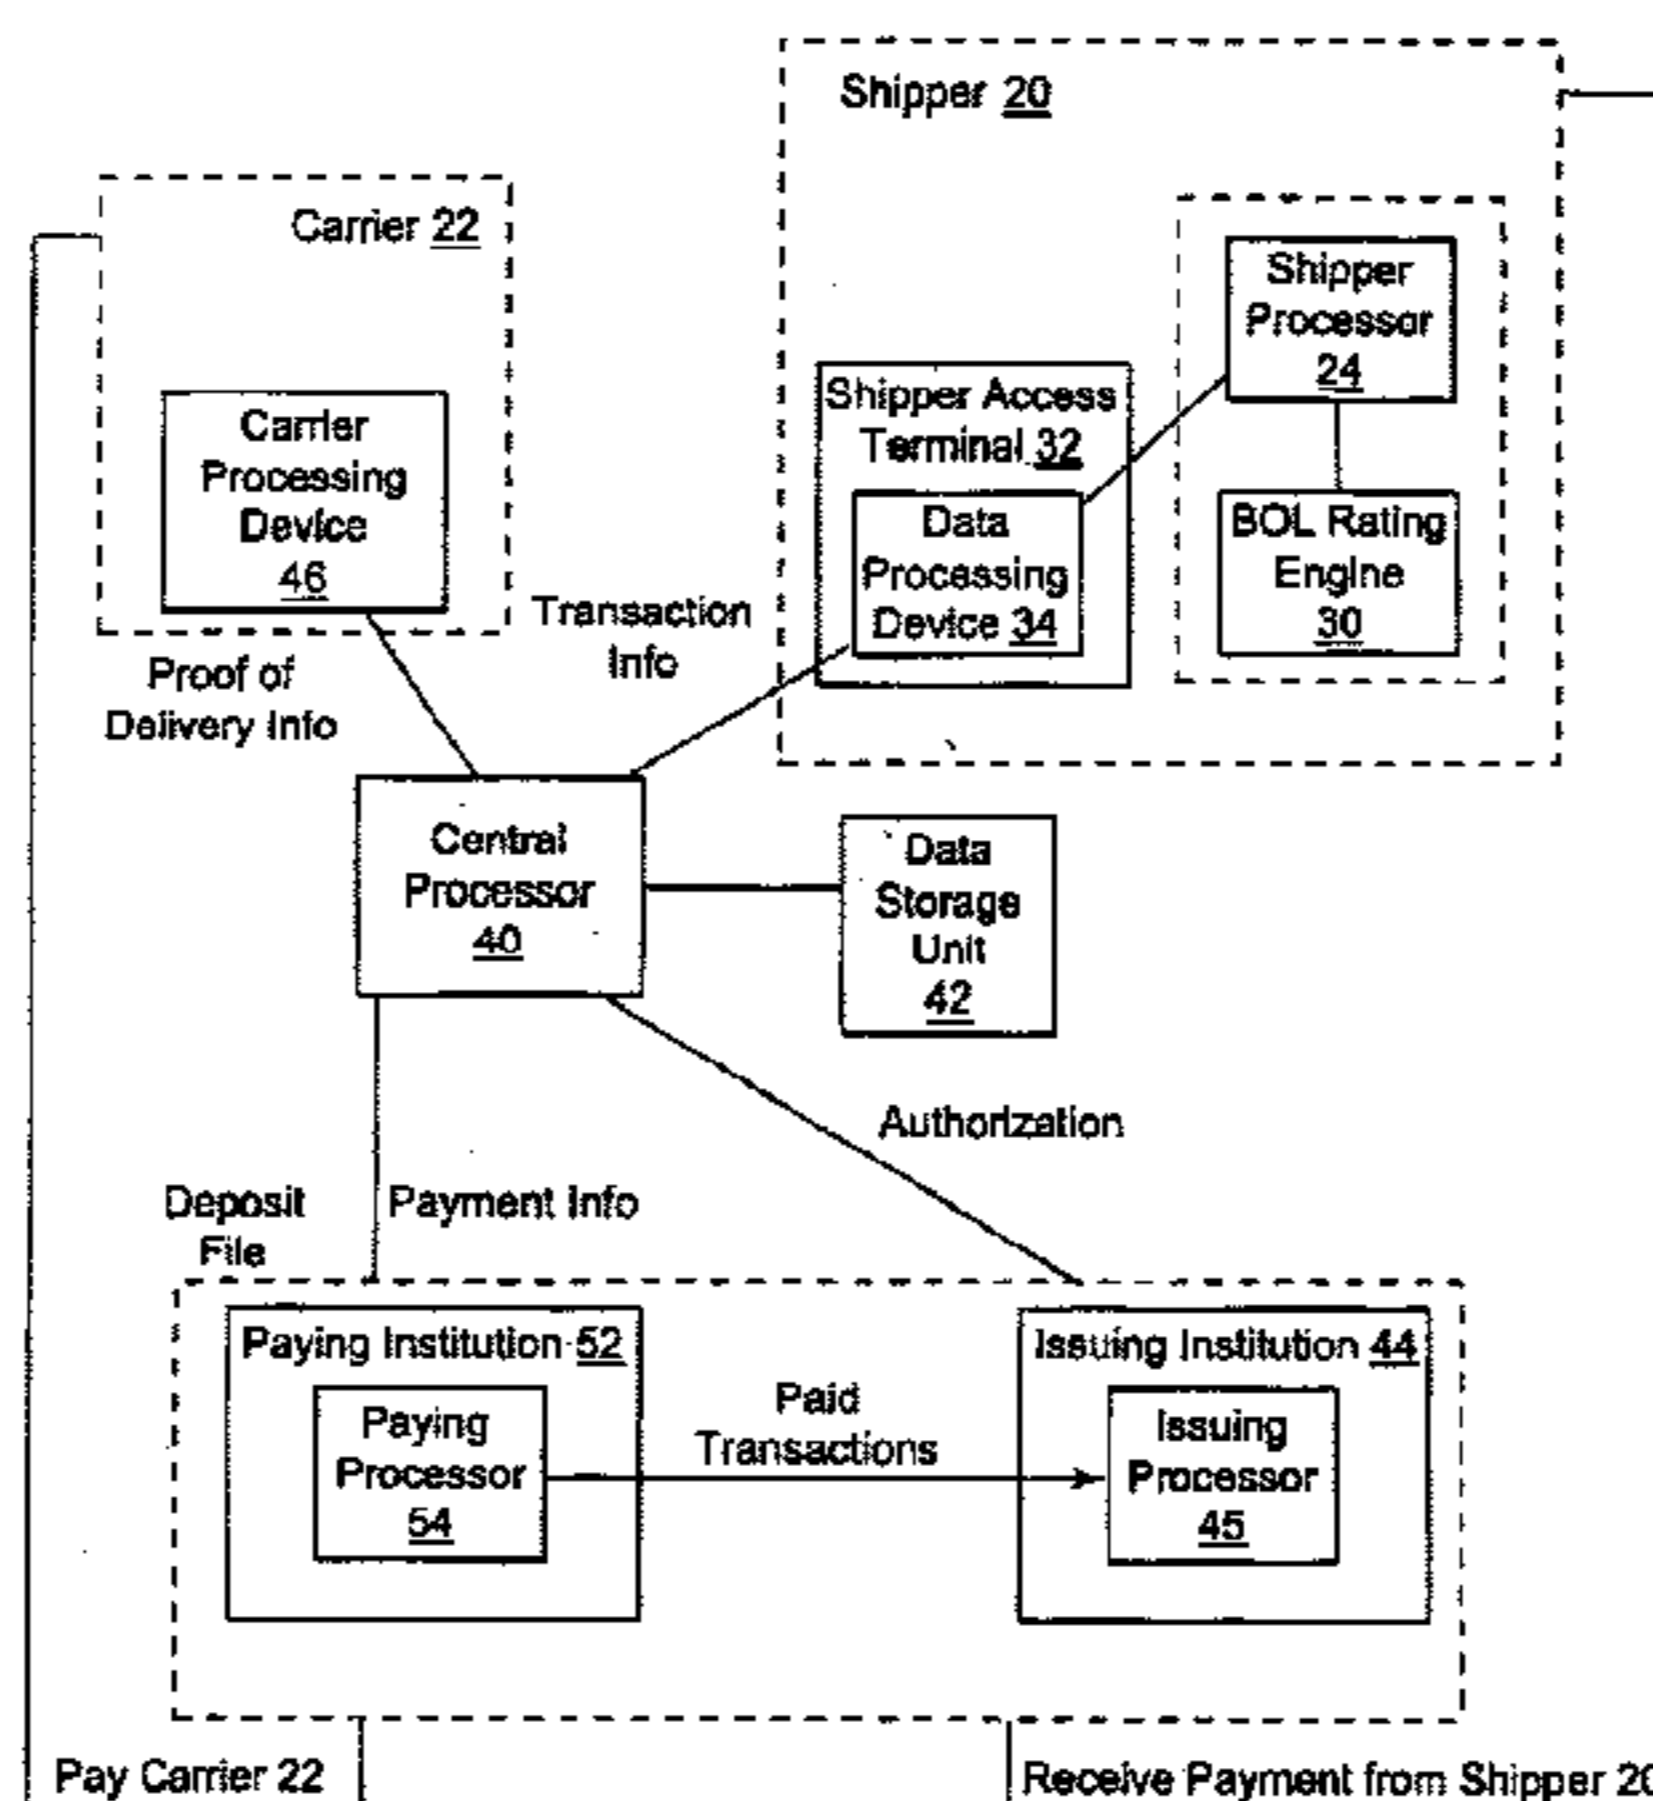 Shipper 20
Carrier 22
Shipper
Processor
24
Shipper Access
Terminal 32
Carrier
Processing
Device
46
Data
Processing
Device 34
BOL Rating
Engine
30
Transaction
Info
Proof of
Delivery Info
Central
Processor
40
Data
Storage
Unit
42
Authorization
Deposit
File
Payment Info
Paying Institution 52
Issuing Institution 44
Paying
Processor
54
Paid
Transactions
Issuing
Processor
45
Pay Carrier 22
Receive Payment from Shipper 20